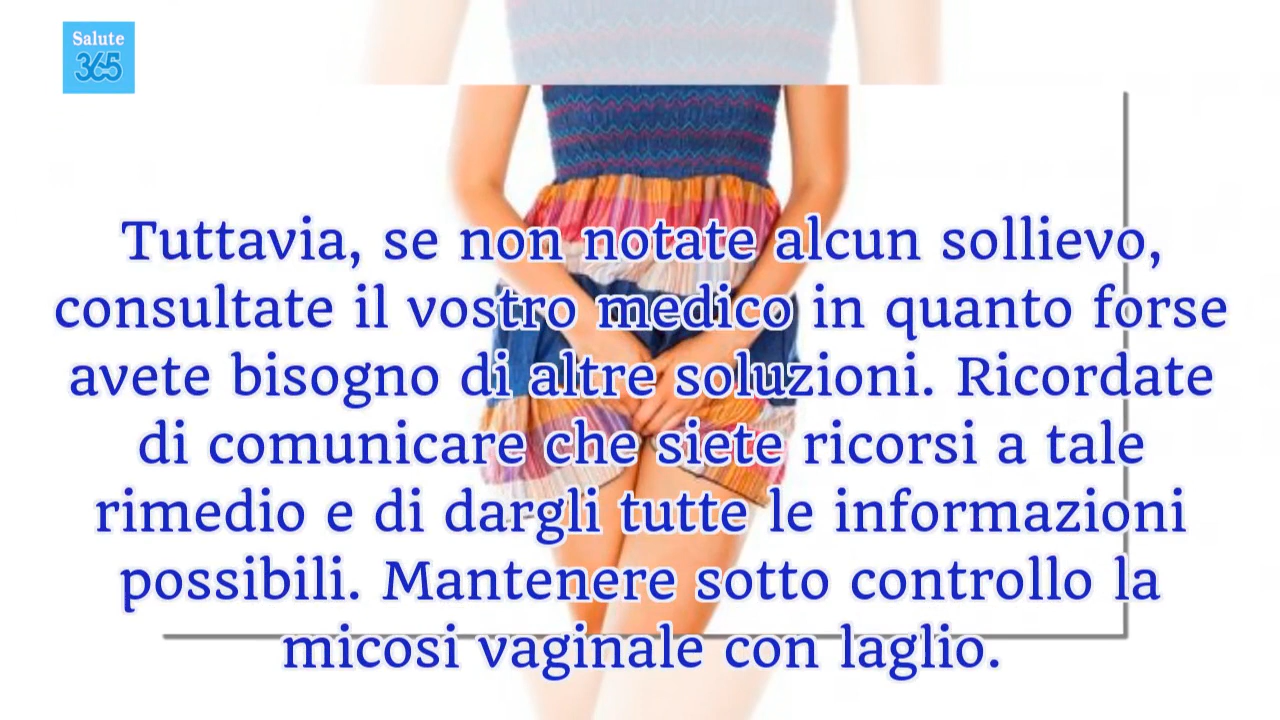 Salute
365
Tuttavia, se non notate alcun sollievo,
consultate il vostro medico in quanto forse
avete bisogno di altre soluzioni. Ricordate
di comunicare che siete ricorsi a tale
rimedio e di dargli tutte le informazioni
possibili. Mantenere sotto controllo la
micosi vaginale con laglio.